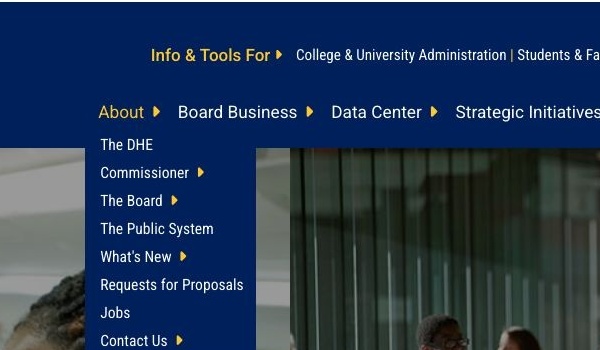 Info & Tools For College & University Administration | Students & Fa
About Board Business Data Center Strategic Initiatives
The DHE
Commissioner
The Board
The Public System
What's New
Requests for Proposals
Jobs
Contact Us